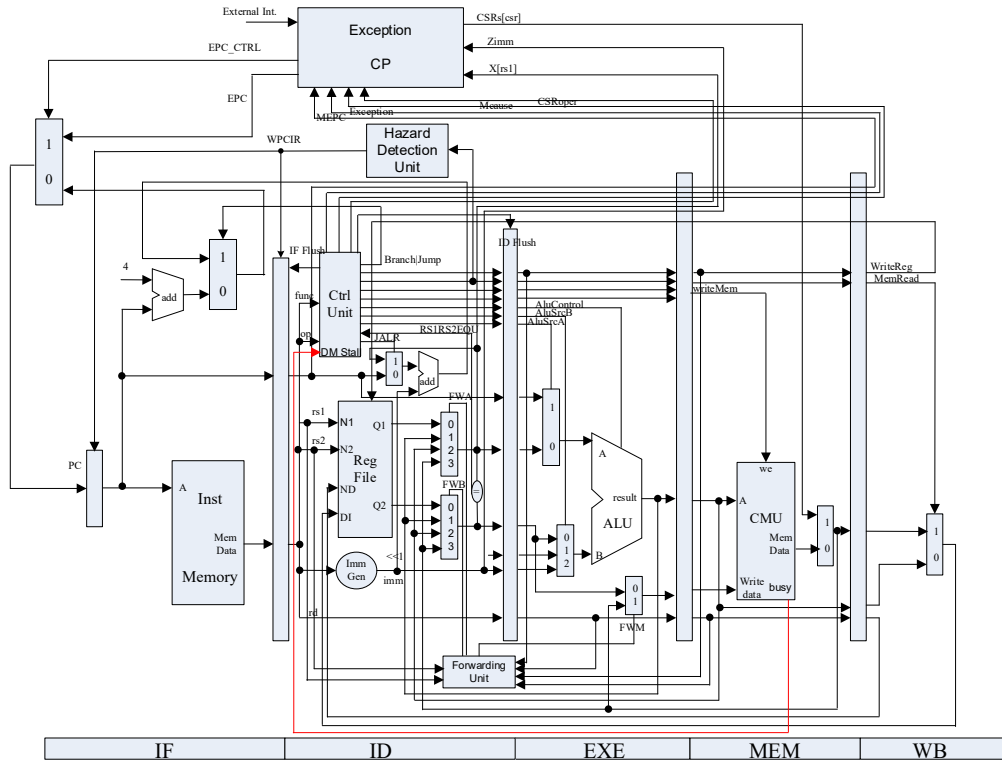 External Int.
CSRs[csr]
Exception
CP
Zimm
X[rs1]
EPC_CTRL
EPC
MEPC
Exception
Mcause
CSRoper
1
0
WPCIR
Hazard
Detection
Unit
IF Flush
ID Flush
Branch|Jump
WriteReg
MemRead
4
add
1
0
Ctrl
Unit
func
op
DM Stall
JALR
RS1RS2EQU
AluControl
AluSrcB
AluSrcA
writeMem
1
0
add
rs1
rs2
N1
N2
ND
DI
Q1
Q2
Reg
File
FWA
0
1
2
3
FWB
0
1
2
3
=
1
0
A
B
result
ALU
0
1
2
PC
A
Inst
Mem
Data
Memory
Imm
Gen
<<1
imm
rd
0
1
FWM
we
A
CMU
Mem
Data
Write
data
busy
1
0
1
0
Forwarding
Unit
IF
ID
EXE
MEM
WB